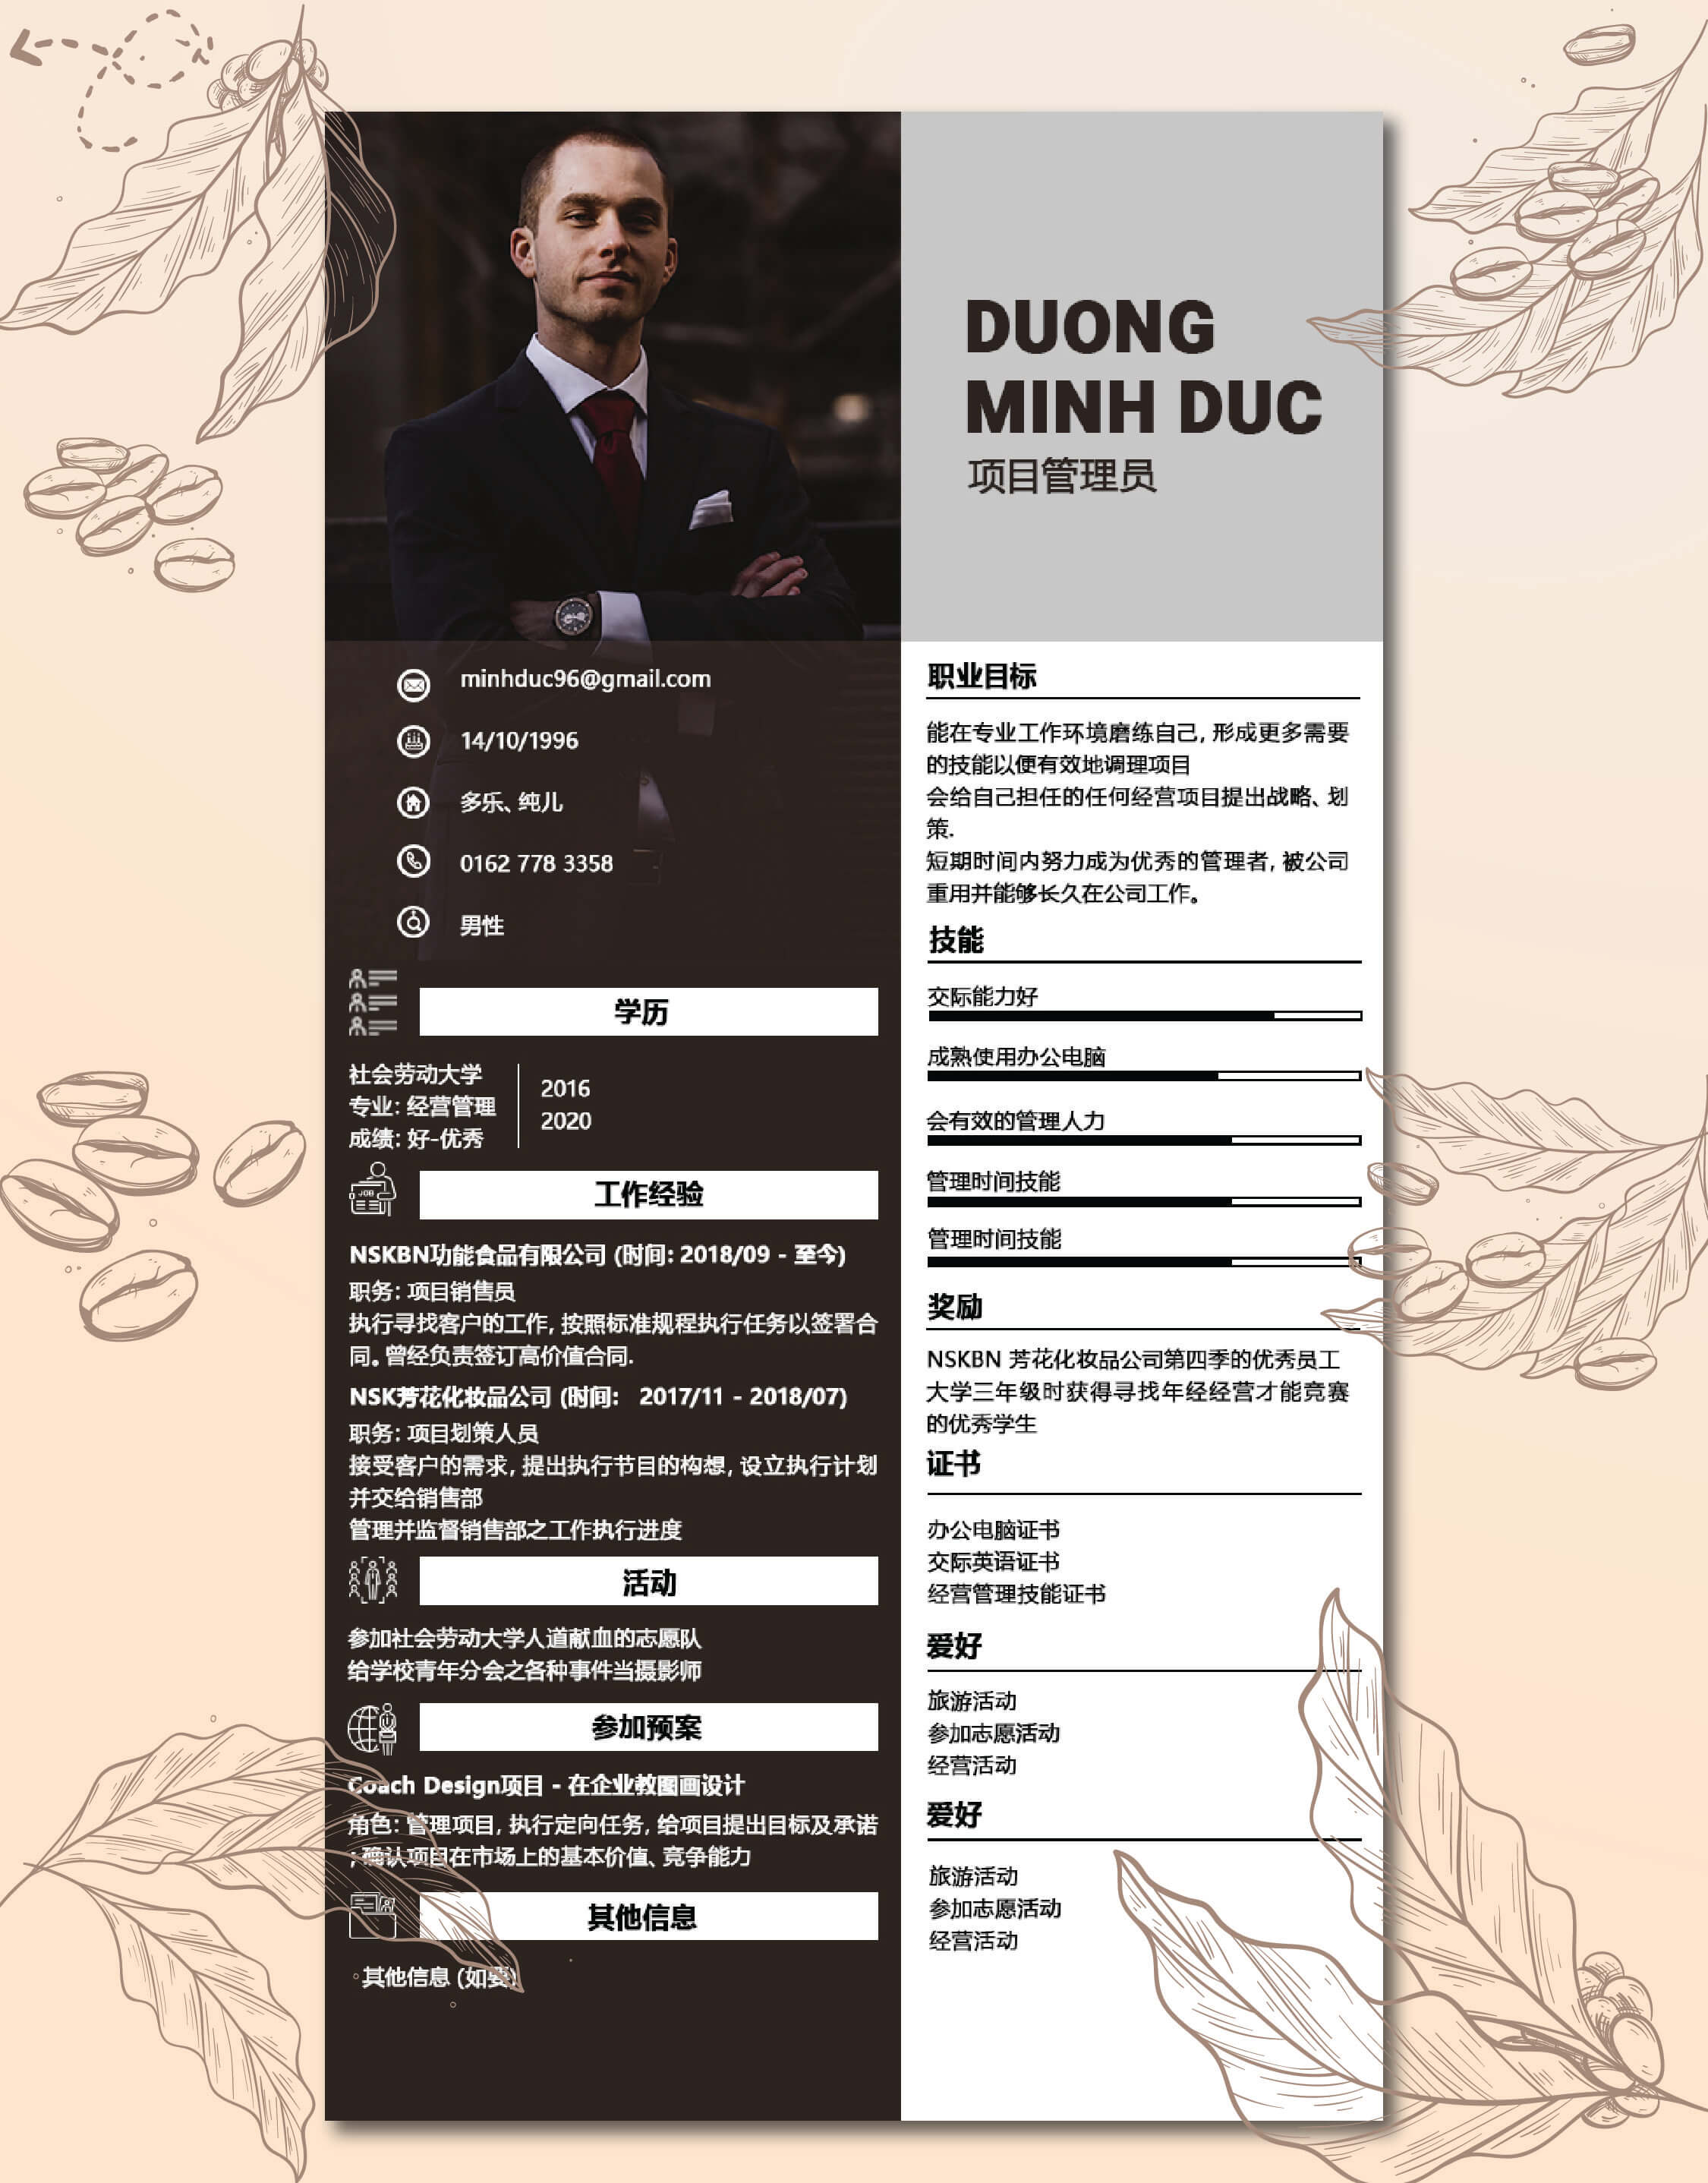 DUONG
MINH DUC
项目管理员
minhduc96@gmail.com
14/10/1996
多乐、纯儿
0162 778 3358
男性
学历
社会劳动大学
专业: 经营管理
成绩: 好-优秀
2016
2020
JOB
工作经验
NSKBN功能食品有限公司 (时间: 2018/09 - 至今)
职务: 项目销售员
执行寻找客户的工作, 按照标准规程执行任务以签署合
同。曾经负责签订高价值合同.
NSK芳花化妆品公司 (时间: 2017/11 - 2018/07)
职务: 项目划策人员
接受客户的需求, 提出执行节目的构想, 设立执行计划
并交给销售部
管理并监督销售部之工作执行进度
活动
参加社会劳动大学人道献血的志愿队
给学校青年分会之各种事件当摄影师
参加预案
Coach Design项目 - 在企业教图画设计
角色: 管理项目, 执行定向任务, 给项目提出目标及承诺
; 确认项目在市场上的基本价值、竞争能力
其他信息
其他信息 (如要)
职业目标
能在专业工作环境磨练自己, 形成更多需要
的技能以便有效地调理项目
会给自己担任的任何经营项目提出战略、划
策.
短期时间内努力成为优秀的管理者, 被公司
重用并能够长久在公司工作。
技能
交际能力好
成熟使用办公电脑
会有效的管理人力
管理时间技能
管理时间技能
奖励
NSKBN 芳花化妆品公司第四季的优秀员工
大学三年级时获得寻找年经经营才能竞赛
的优秀学生
证书
办公电脑证书
交际英语证书
经营管理技能证书
爱好
旅游活动
参加志愿活动
经营活动
爱好
旅游活动
参加志愿活动
经营活动